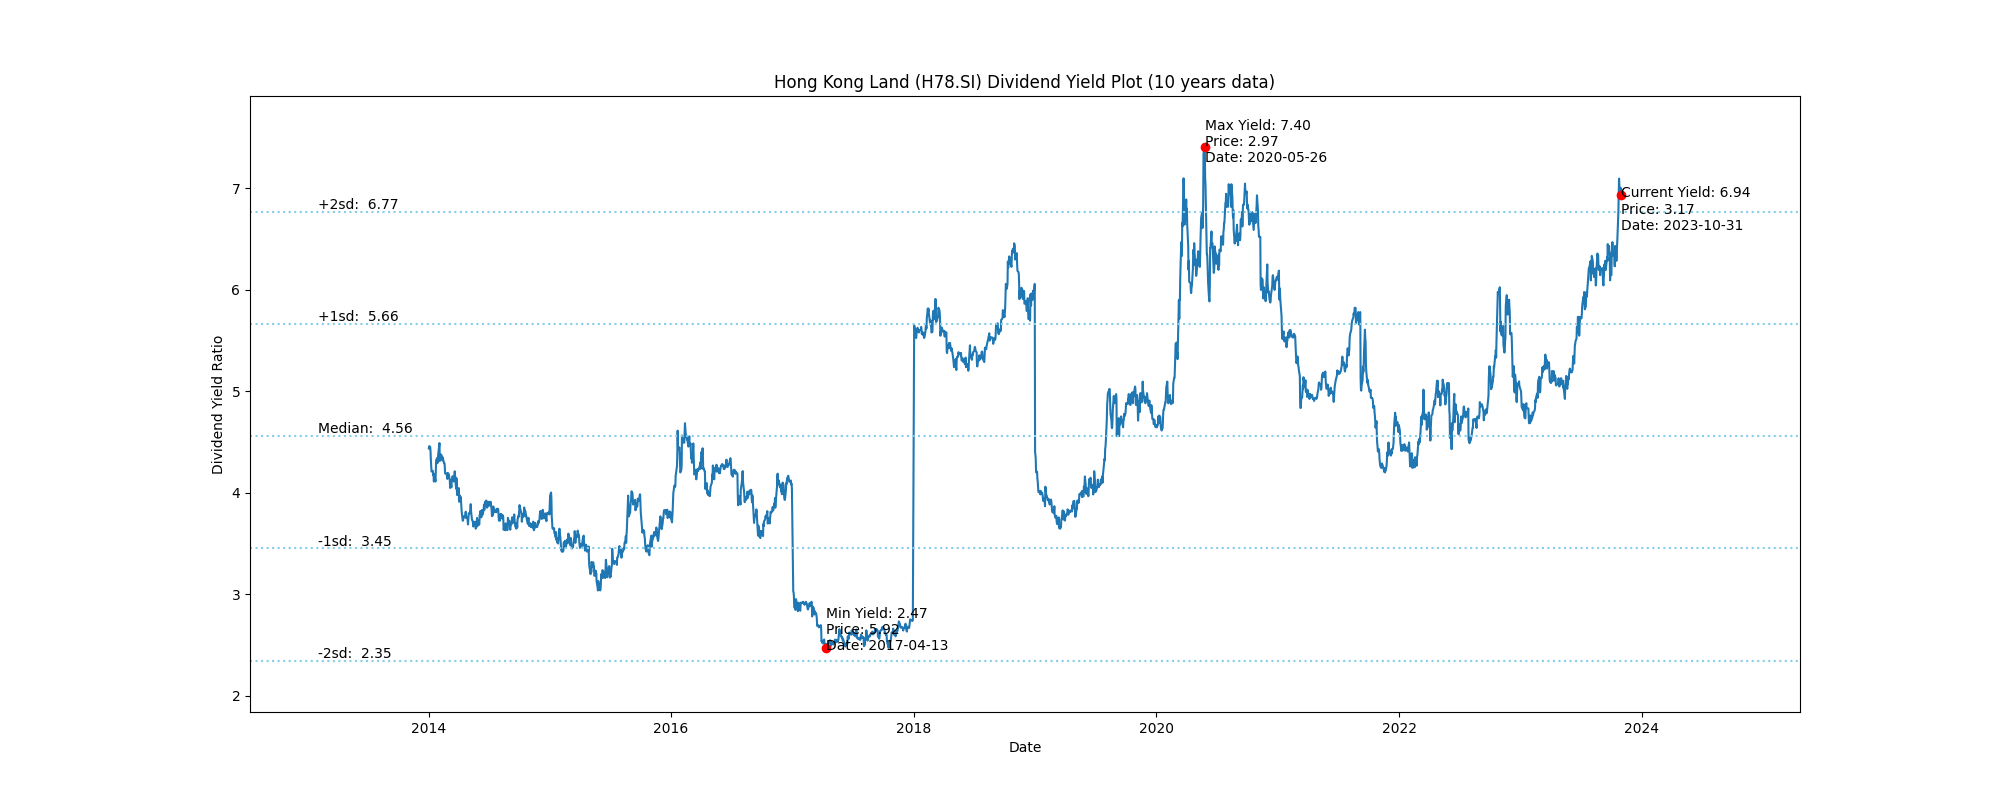 Hong Kong Land (H78.SI) Dividend Yield Plot (10 years data)
Max Yield: 7.40
Price: 2.97
Date: 2020-05-26
Current Yield: 6.94
Price: 3.17
Date: 2023-10-31
+2sd:  6.77
+1sd:  5.66
Median:  4.56
-1sd:  3.45
-2sd:  2.35
Min Yield: 2.47
Price: 5.92
Date: 2017-04-13
Dividend Yield Ratio
7
6
5
4
3
2
2014
2016
2018
2020
2022
2024
Date